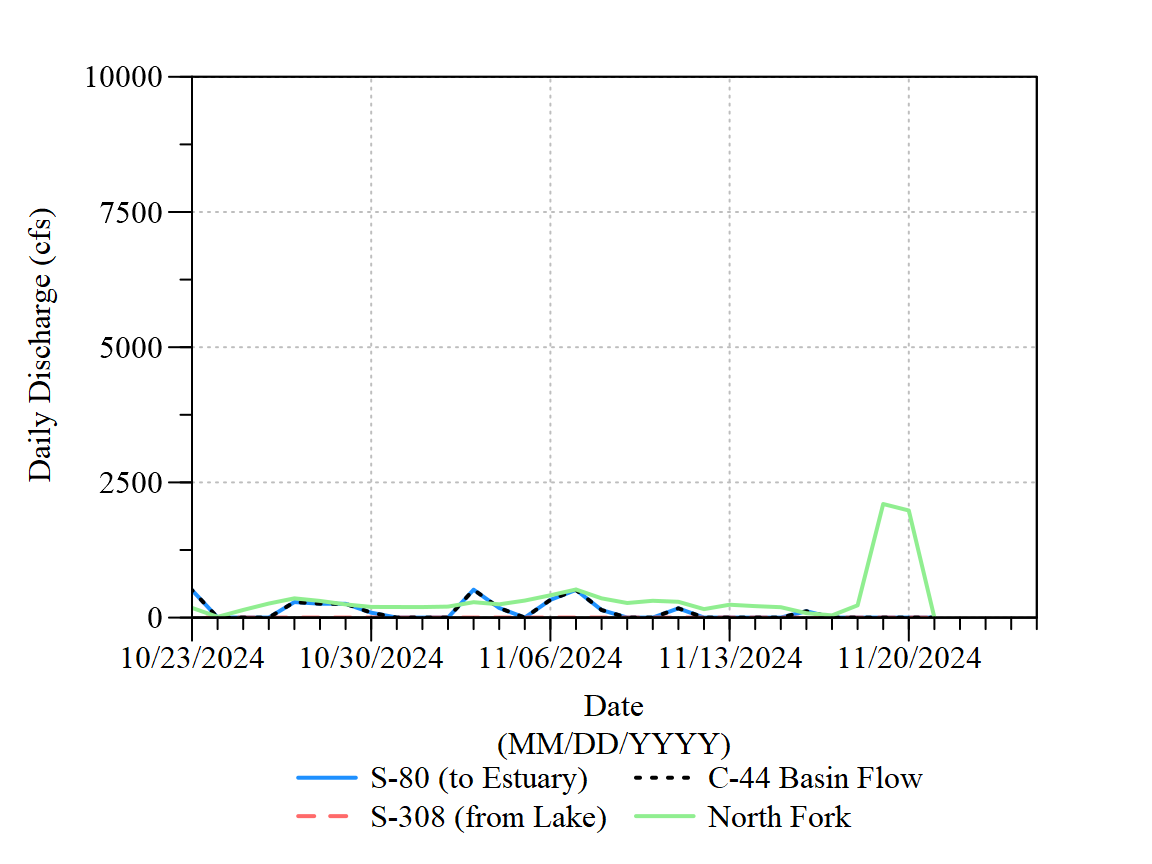 10000
7500
5000
2500
0
Daily Discharge (cfs)
10/23/2024 10/30/2024 11/06/2024 11/13/2024 11/20/2024
Date
(MM/DD/YYYY)
S-80 (to Estuary) C-44 Basin Flow
S-308 (from Lake) North Fork